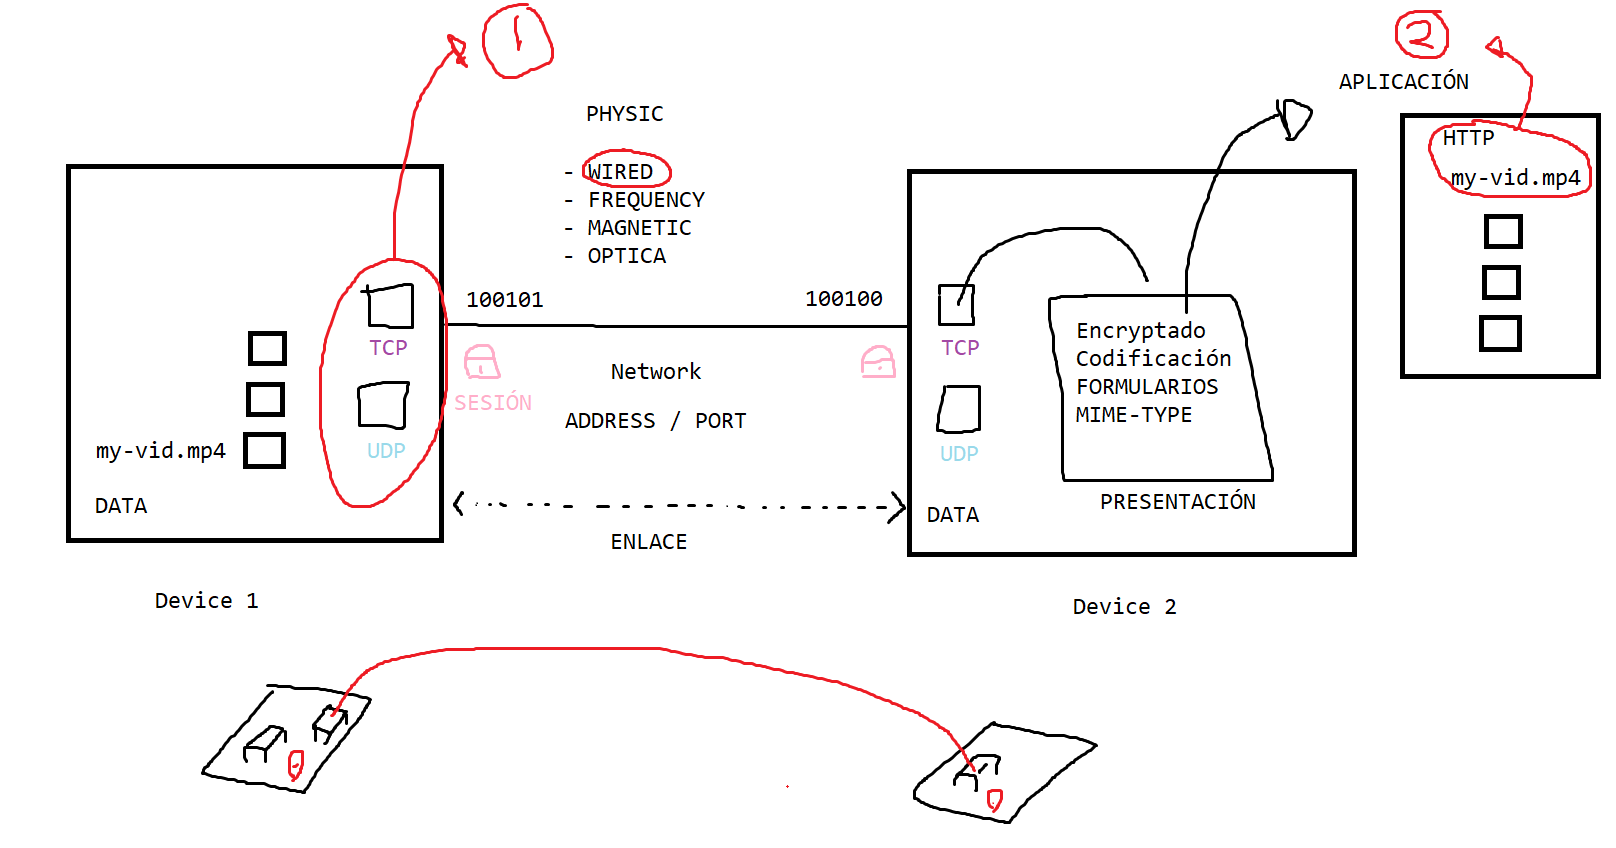 1
2
APLICACIÓN
PHYSIC
HTTP
- WIRED
my-vid.mp4
- FREQUENCY
- MAGNETIC
- OPTICA
100101
100100
Encryptado
TCP
TCP
Codificación
Network
FORMULARIOS
SESIÓN
MIME-TYPE
ADDRESS / PORT
my-vid.mp4
UDP
UDP
PRESENTACIÓN
DATA
DATA
ENLACE
Device 1
Device 2